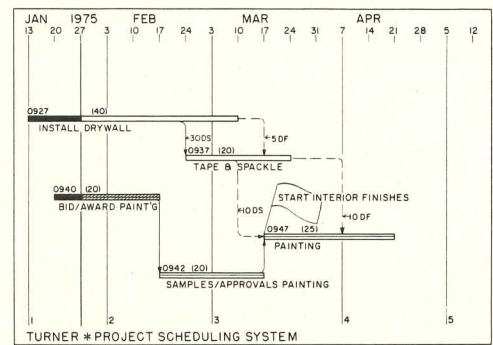 JAN 1975 FEB MAR APR
13 20 27 3 10 17 24 3 10 17 24 31 7 14 21 28 5 12
0927 (40)
INSTALL DRYWALL
30DS
5DF
0937 (20)
TAPE & SPACKLE
0940 (20)
BID/AWARD PAINT'G
START INTERIOR FINISHES
10DS
10DF
0947 (25)
PAINTING
0942 (20)
SAMPLES/APPROVALS PAINTING
1 2 3 4 5
TURNER * PROJECT SCHEDULING SYSTEM